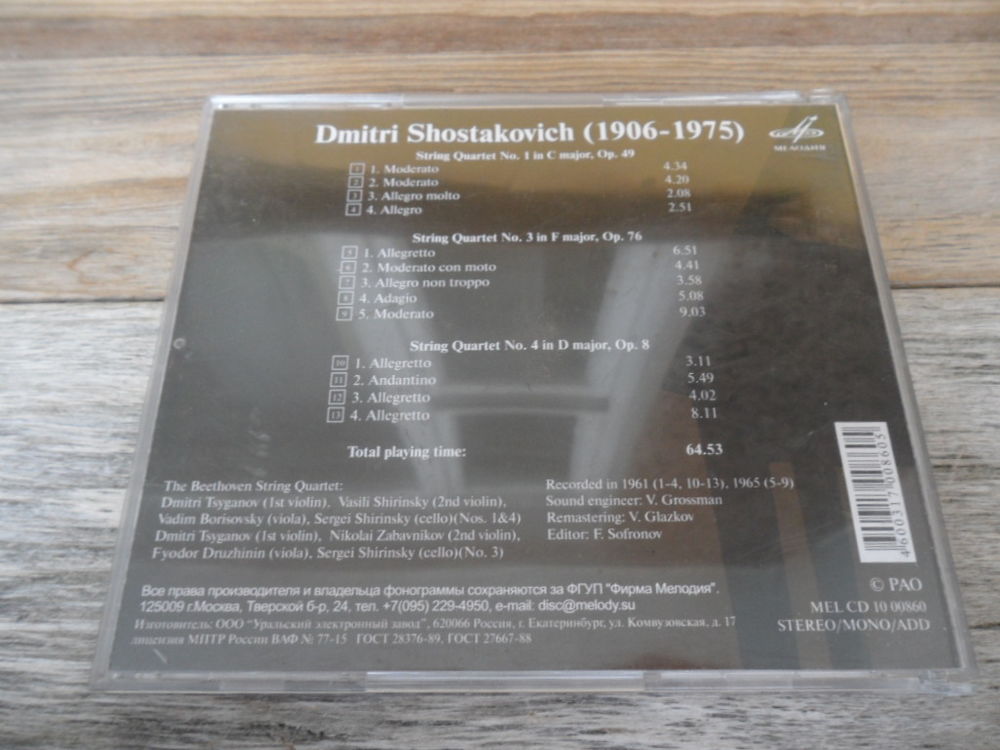 Dmitri Shostakovich (1906-1975)
МЕЛОДИЯ
String Quartet No. 1 in C major, Op. 49
1 1. Moderato 4.34
2 2. Moderato 4.20
3 3. Allegro molto 2.08
4 4. Allegro 2.51
String Quartet No. 3 in F major, Op. 76
5 1. Allegretto 6.51
6 2. Moderato con moto 4.41
7 3. Allegro non troppo 3.58
8 4. Adagio 5.08
9 5. Moderato 9.03
String Quartet No. 4 in D major, Op. 8
10 1. Allegretto 3.11
11 2. Andantino 5.49
12 3. Allegretto 4.02
13 4. Allegretto 8.11
Total playing time: 64.53
The Beethoven String Quartet:
Dmitri Tsyganov (1st violin), Vasili Shirinsky (2nd violin),
Vadim Borisovsky (viola), Sergei Shirinsky (cello)(Nos. 1&4)
Dmitri Tsyganov (1st violin), Nikolai Zabavnikov (2nd violin),
Fyodor Druzhinin (viola), Sergei Shirinsky (cello)(No. 3)
Recorded in 1961 (1-4, 10-13), 1965 (5-9)
Sound engineer: V. Grossman
Remastering: V. Glazkov
Editor: F. Sofronov
4600317008605
Все права производителя и владельца фонограммы сохраняются за ФГУП "Фирма Мелодия".
125009 г.Москва, Тверской б-р, 24, тел. +7(095) 229-4950, e-mail: disc@melody.su
Изготовитель: ООО "Уральский электронный завод", 620066 Россия, г. Екатеринбург, ул. Комвузовская, д. 17
лицензия МПТР России ВАФ № 77-15 ГОСТ 28376-89, ГОСТ 27667-88
© РАО
MEL CD 10 00860
STEREO/MONO/ADD